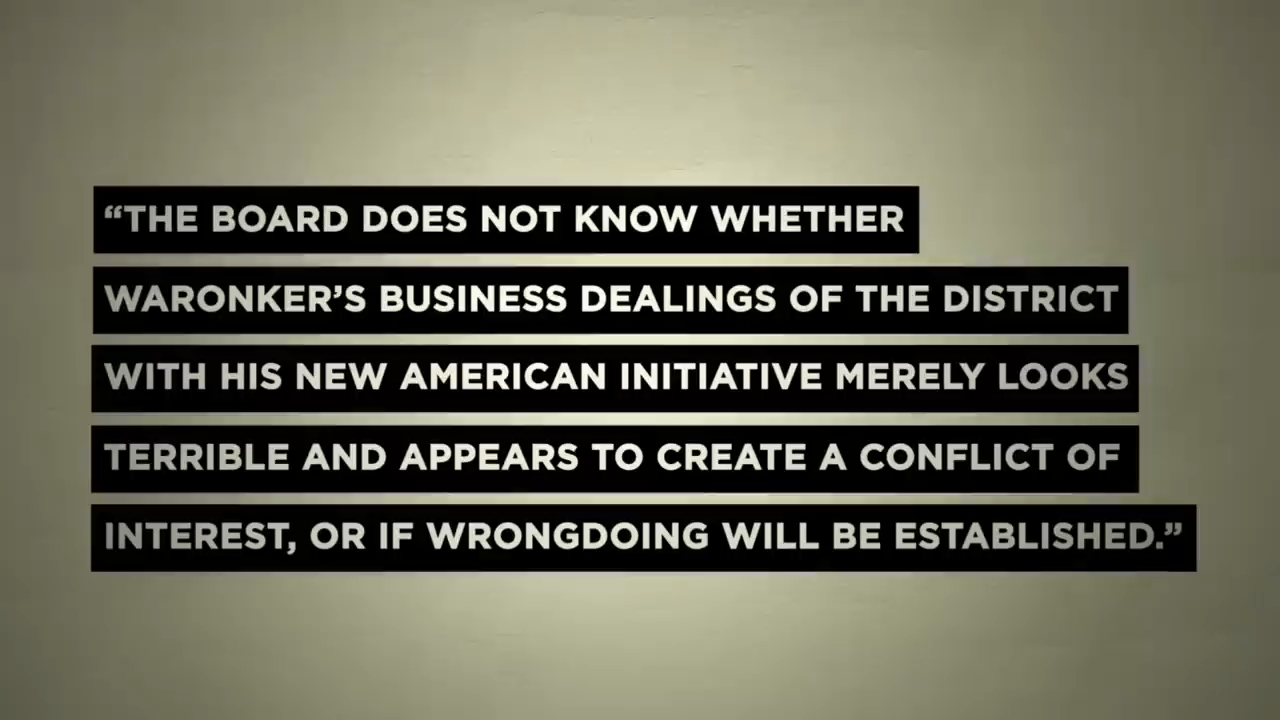 “THE BOARD DOES NOT KNOW WHETHER
WARONKER’S BUSINESS DEALINGS OF THE DISTRICT
WITH HIS NEW AMERICAN INITIATIVE MERELY LOOKS
TERRIBLE AND APPEARS TO CREATE A CONFLICT OF
INTEREST, OR IF WRONGDOING WILL BE ESTABLISHED.”